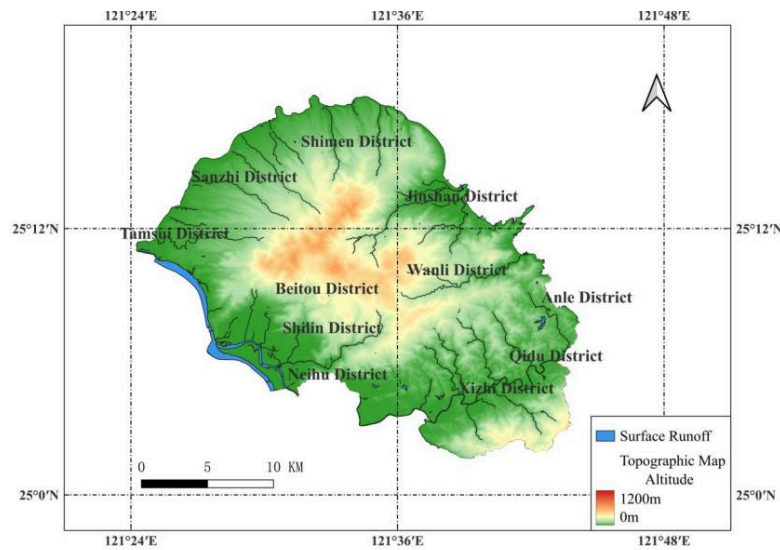 121°24′E 121°36′E 121°48′E
Shimen District
Sanzhi District
Jinshan District
25°12′N 25°12′N
Tamsui District
Wanli District
Beitou District
Anle District
Shilin District
Qidu District
Neihu District
Xizhi District
Surface Runoff
Topographic Map
Altitude
1200m
0m
0 5 10 KM
25°0′N 25°0′N
121°24′E 121°36′E 121°48′E